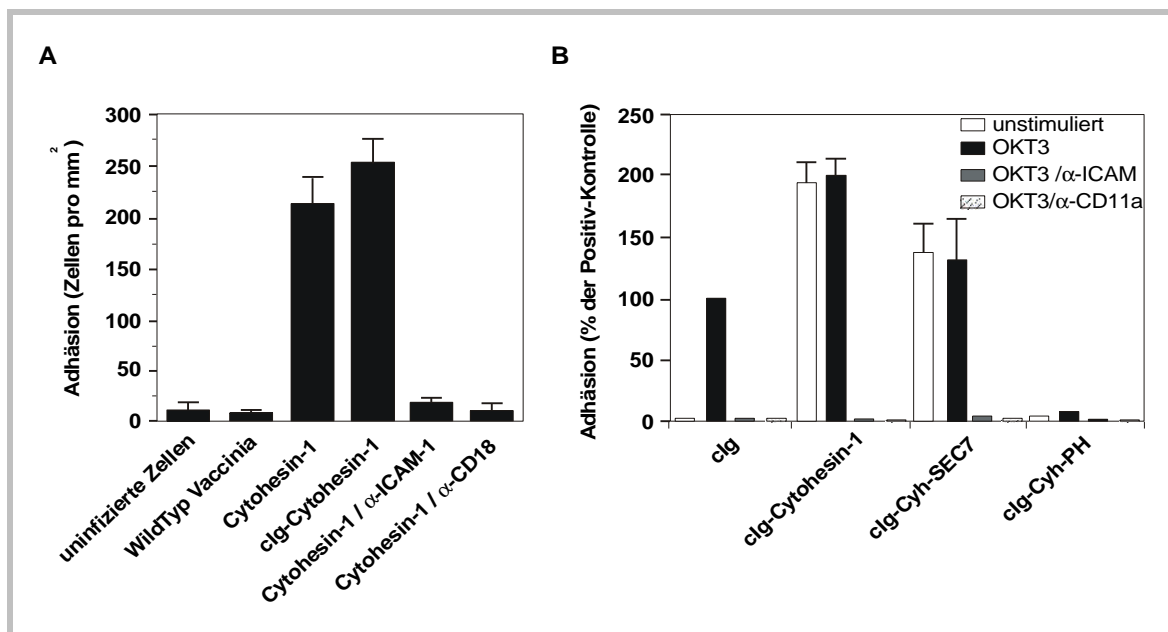 A
Adhäsion (Zellen pro mm²)
300
250
200
150
100
50
0
uninfizierte Zellen
WildTyp Vaccinia
Cytohesin-1
cIg-Cytohesin-1
Cytohesin-1 / α-ICAM-1
Cytohesin-1 / α-CD18
B
Adhäsion (% der Positiv-Kontrolle)
250
200
150
100
50
0
unstimuliert
OKT3
OKT3 /α-ICAM
OKT3/α-CD11a
cIg
cIg-Cytohesin-1
cIg-Cyh-SEC7
cIg-Cyh-PH